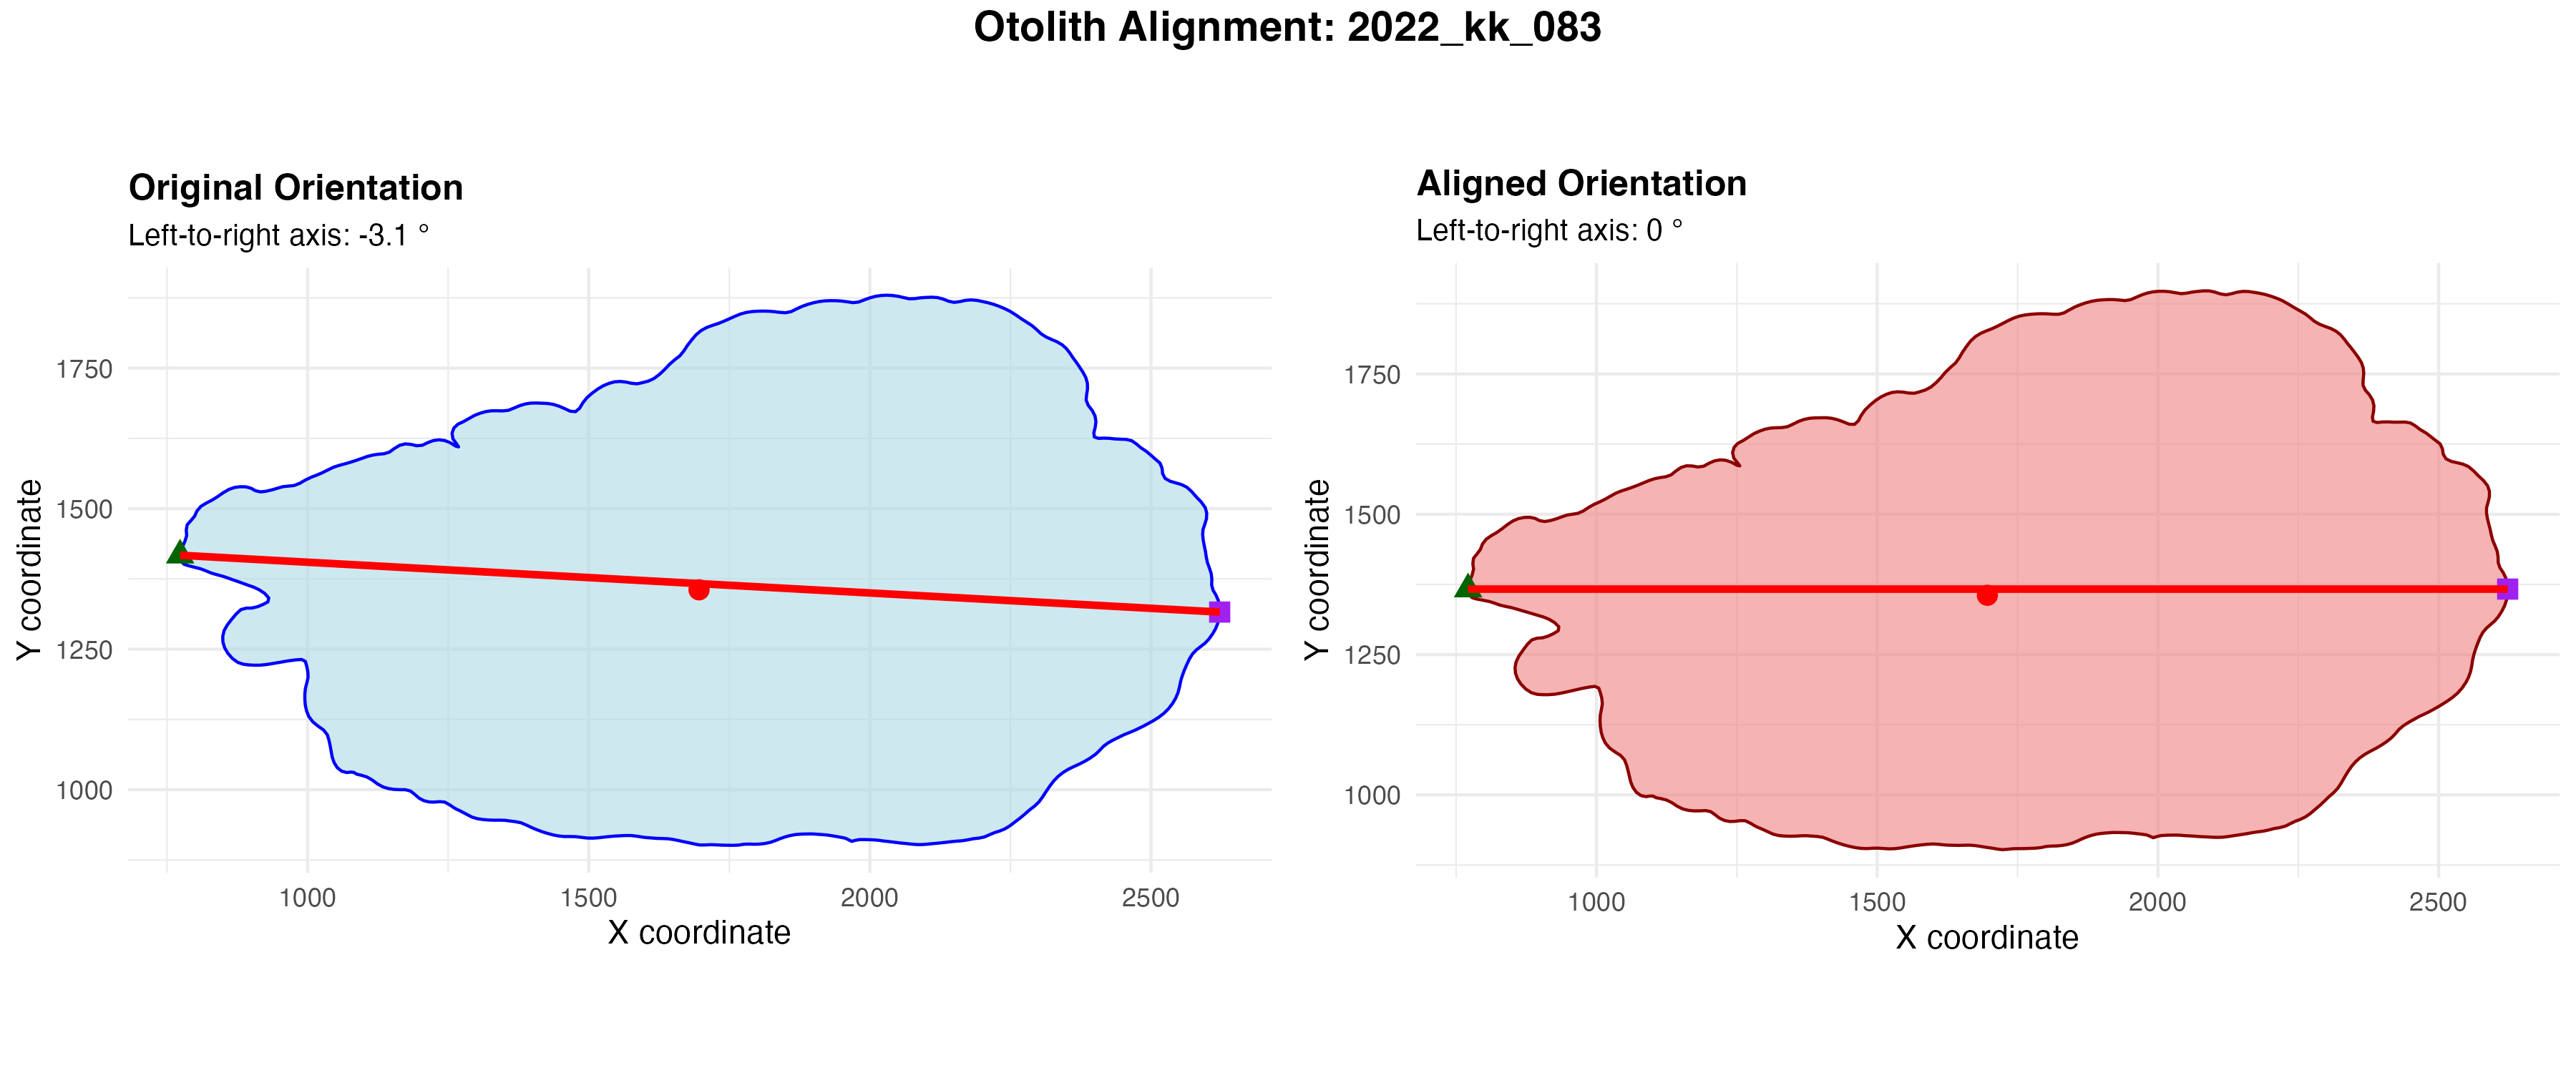 Otolith Alignment: 2022_kk_083
Original Orientation
Left-to-right axis: -3.1 °
1750
1500
1250
1000
Y coordinate
1000 1500 2000 2500
X coordinate
Aligned Orientation
Left-to-right axis: 0 °
1750
1500
1250
1000
Y coordinate
1000 1500 2000 2500
X coordinate